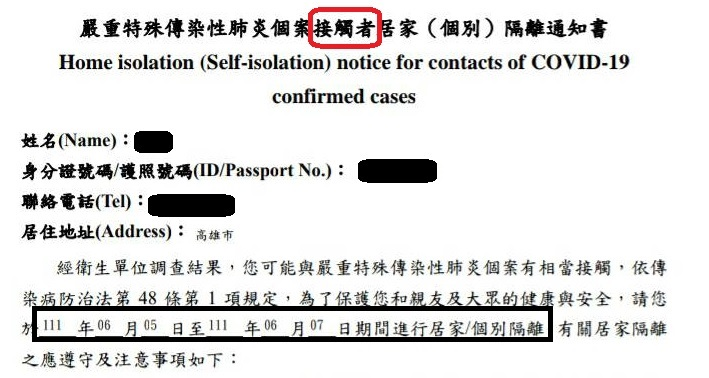 嚴重特殊傳染性肺炎個案接觸者居家（個別）隔離通知書
Home isolation (Self-isolation) notice for contacts of COVID-19
confirmed cases
姓名(Name)：
身分證號碼/護照號碼(ID/Passport No.)：
聯絡電話(Tel)：
居住地址(Address)： 高雄市
經衛生單位調查結果，您可能與嚴重特殊傳染性肺炎個案有相當接觸，依傳
染病防治法第 48 條第 1 項規定，為了保護您和親友及大眾的健康與安全，請您
於 111 年 06 月 05 日至 111 年 06 月 07 日期間進行居家/個別隔離 有關居家隔離
之應遵守及注意事項如下：